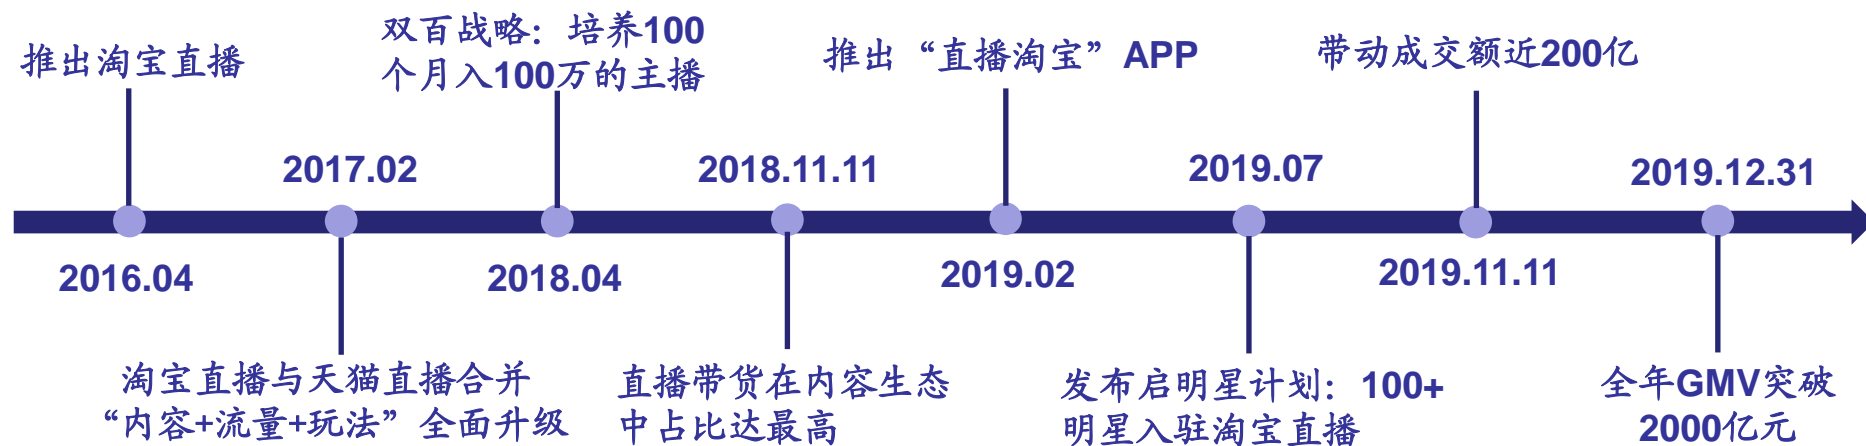 推出淘宝直播
2016.04
2017.02
淘宝直播与天猫直播合并
“内容+流量+玩法”全面升级
双百战略：培养100
个月入100万的主播
2018.04
2018.11.11
直播带货在内容生态
中占比达最高
推出“直播淘宝”APP
2019.02
2019.07
发布启明星计划：100+
明星入驻淘宝直播
带动成交额近200亿
2019.11.11
2019.12.31
全年GMV突破
2000亿元